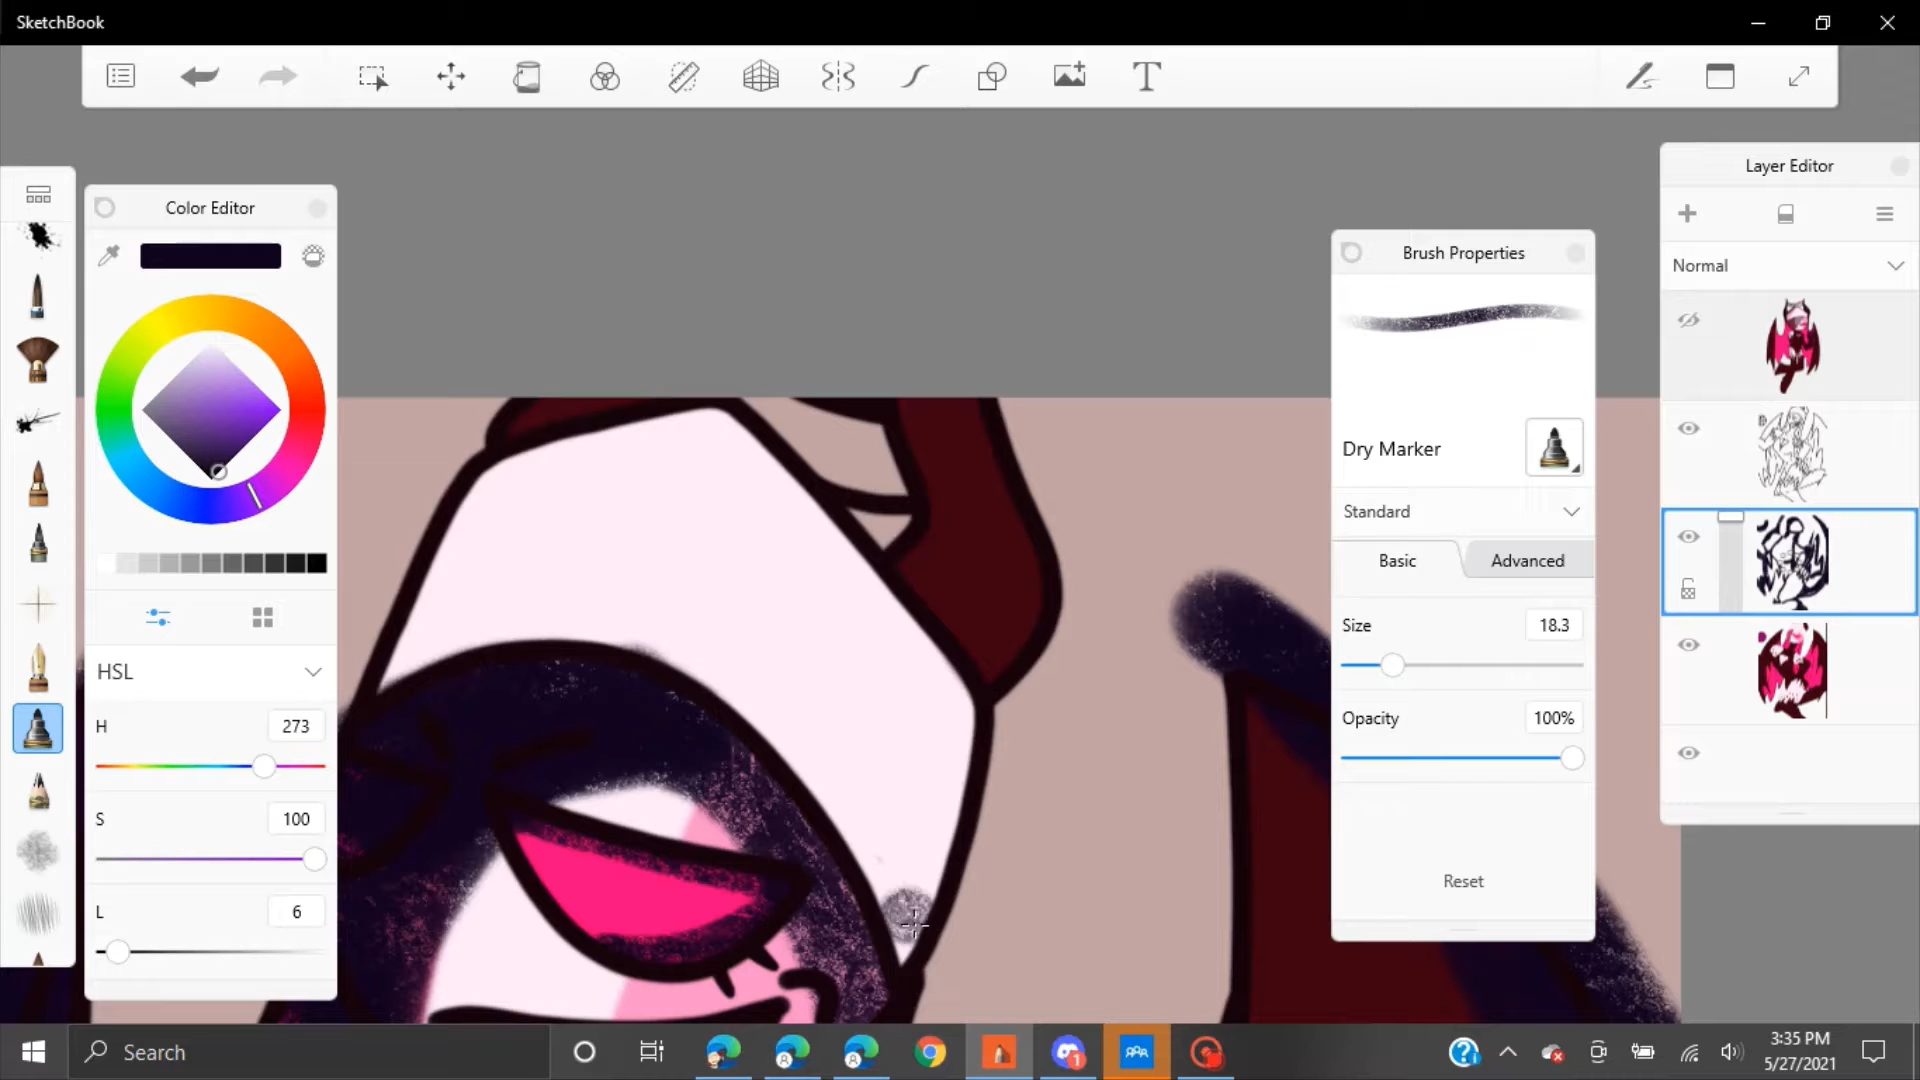 SketchBook
Color Editor
HSL
H 273
S 100
L 6
Brush Properties
Dry Marker
Standard
Basic Advanced
Size 18.3
Opacity 100%
Reset
Layer Editor
Normal
Search
1
3:35 PM
5/27/2021